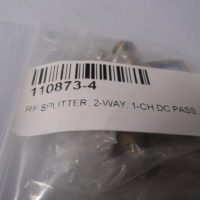 110873-4
RF SPLITTER, 2-WAY, 1-CH DC PASS,